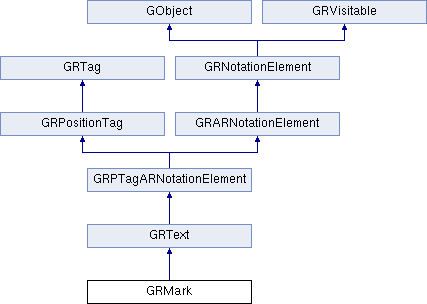 GObject
GRVisitable
GRTag
GRNotationElement
GRPositionTag
GRARNotationElement
GRPTagARNotationElement
GRText
GRMark